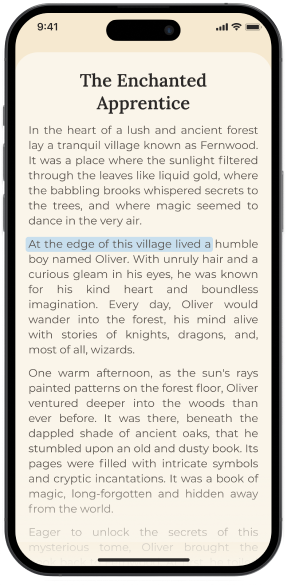 9:41
The Enchanted
Apprentice
In the heart of a lush and ancient forest
lay a tranquil village known as Fernwood.
It was a place where the sunlight filtered
through the leaves like liquid gold, where
the babbling brooks whispered secrets to
the trees, and where magic seemed to
dance in the very air.
At the edge of this village lived a humble
boy named Oliver. With unruly hair and a
curious gleam in his eyes, he was known
for his kind heart and boundless
imagination. Every day, Oliver would
wander into the forest, his mind alive
with stories of knights, dragons, and,
most of all, wizards.
One warm afternoon, as the sun's rays
painted patterns on the forest floor, Oliver
ventured deeper into the woods than
ever before. It was there, beneath the
dappled shade of ancient oaks, that he
stumbled upon an old and dusty book. Its
pages were filled with intricate symbols
and cryptic incantations. It was a book of
magic, long-forgotten and hidden away
from the world.
Eager to unlock the secrets of this
mysterious tome, Oliver brought the